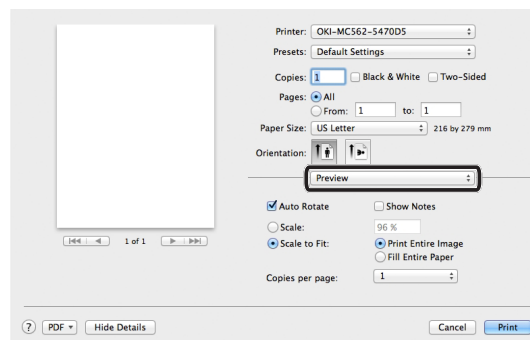 Printer: OKI-MC562-5470D5
Presets: Default Settings
Copies: 1 Black & White Two-Sided
Pages: All
From: 1 to: 1
Paper Size: US Letter 216 by 279 mm
Orientation:
Preview
Auto Rotate Show Notes
Scale: 96 %
Scale to Fit: Print Entire Image
Fill Entire Paper
Copies per page: 1
1 of 1
? PDF Hide Details Cancel Print